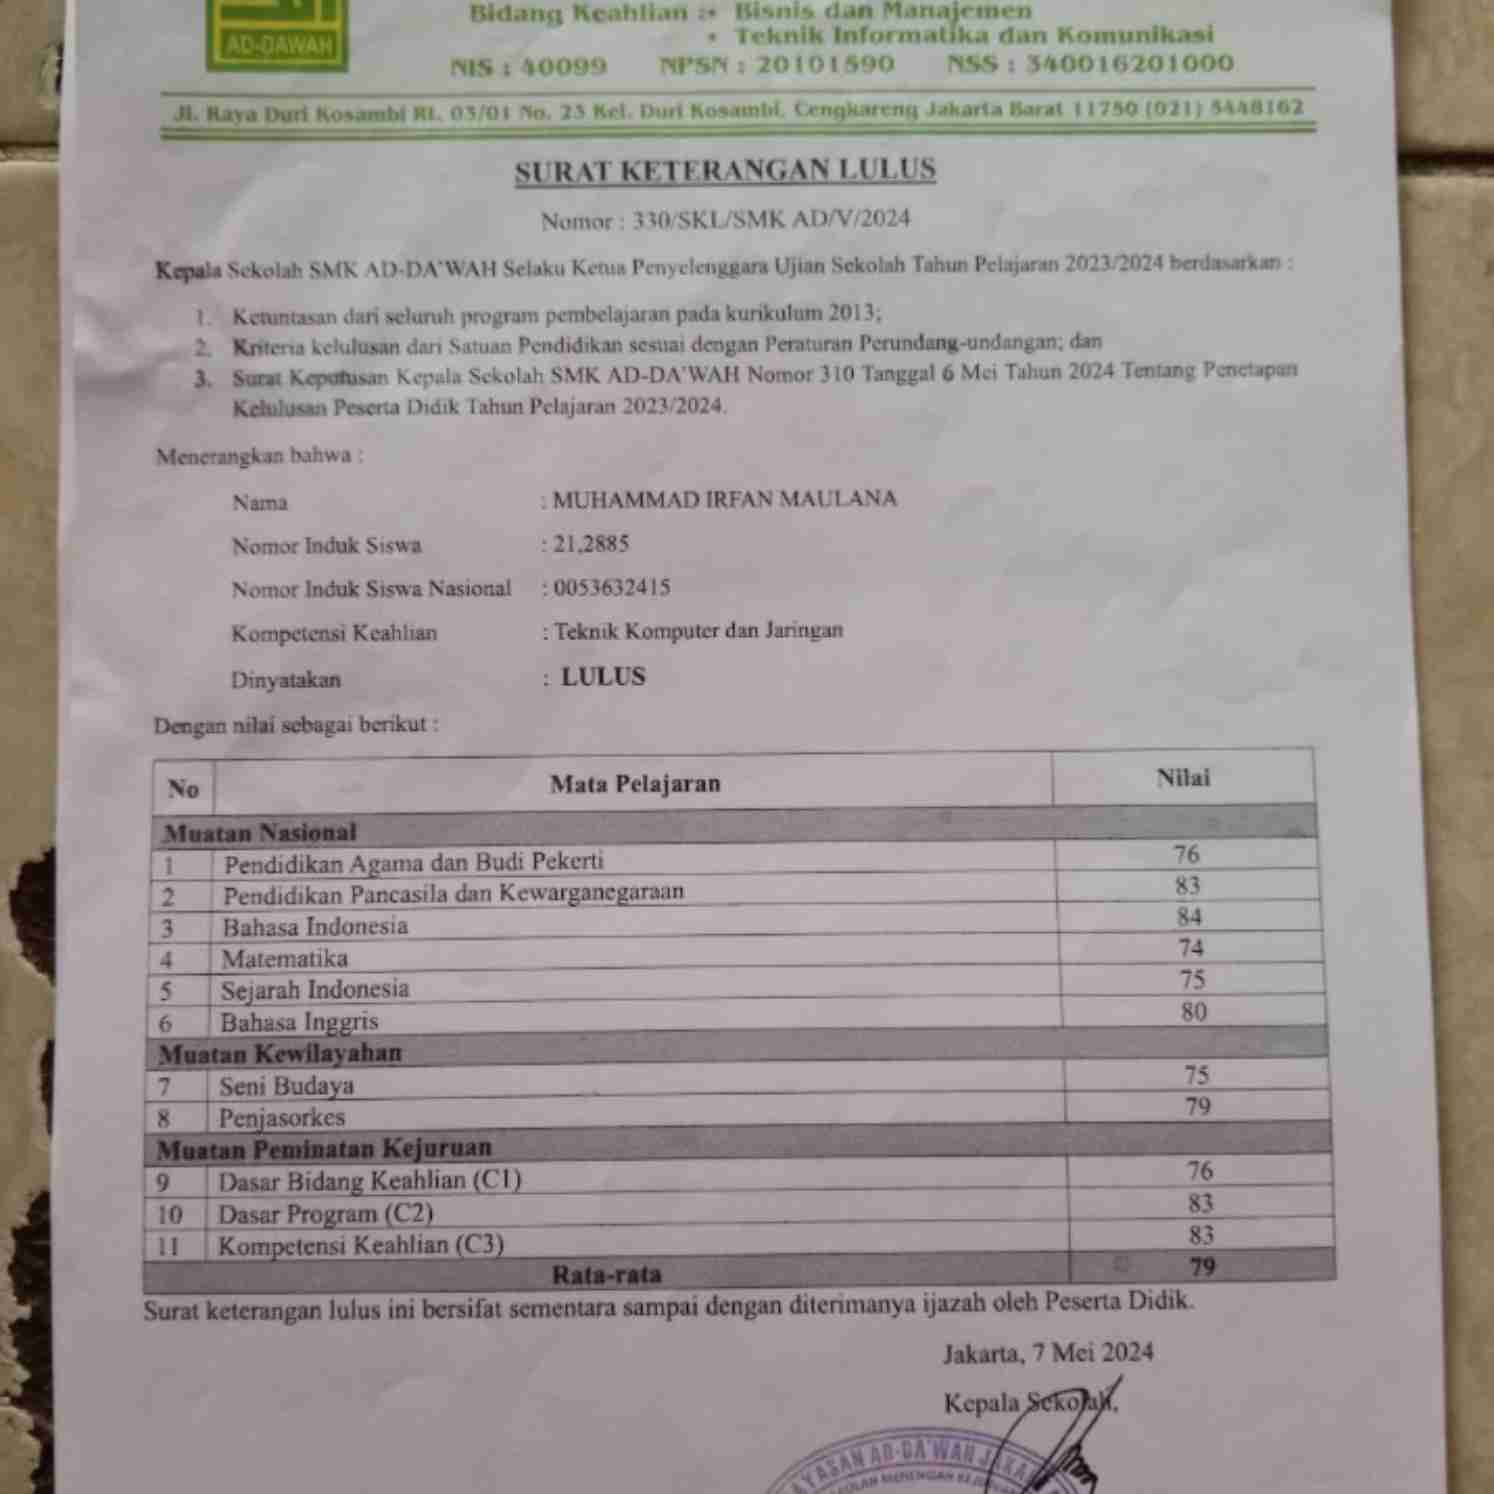 AD-DAWAH
Bidang Keahlian : • Bisnis dan Manajemen
• Teknik Informatika dan Komunikasi
NIS : 40099 NPSN : 20101590 NSS : 340016201000
Jl. Raya Duri Kosambi Rt. 03/01 No. 23 Kel. Duri Kosambi, Cengkareng Jakarta Barat 11750 (021) 5448162
SURAT KETERANGAN LULUS
Nomor : 330/SKL/SMK AD/V/2024
Kepala Sekolah SMK AD-DA'WAH Selaku Ketua Penyelenggara Ujian Sekolah Tahun Pelajaran 2023/2024 berdasarkan :
1. Ketuntasan dari seluruh program pembelajaran pada kurikulum 2013;
2. Kriteria kelulusan dari Satuan Pendidikan sesuai dengan Peraturan Perundang-undangan; dan
3. Surat Keputusan Kepala Sekolah SMK AD-DA'WAH Nomor 310 Tanggal 6 Mei Tahun 2024 Tentang Penetapan
Kelulusan Peserta Didik Tahun Pelajaran 2023/2024.
Menerangkan bahwa :
Nama : MUHAMMAD IRFAN MAULANA
Nomor Induk Siswa : 21,2885
Nomor Induk Siswa Nasional : 0053632415
Kompetensi Keahlian : Teknik Komputer dan Jaringan
Dinyatakan : LULUS
Dengan nilai sebagai berikut :
No Mata Pelajaran Nilai
Muatan Nasional
1 Pendidikan Agama dan Budi Pekerti 76
2 Pendidikan Pancasila dan Kewarganegaraan 83
3 Bahasa Indonesia 84
4 Matematika 74
5 Sejarah Indonesia 75
6 Bahasa Inggris 80
Muatan Kewilayahan
7 Seni Budaya 75
8 Penjasorkes 79
Muatan Peminatan Kejuruan
9 Dasar Bidang Keahlian (C1) 76
10 Dasar Program (C2) 83
11 Kompetensi Keahlian (C3) 83
Rata-rata 79
Surat keterangan lulus ini bersifat sementara sampai dengan diterimanya ijazah oleh Peserta Didik.
Jakarta, 7 Mei 2024
Kepala Sekolah,
YAYASAN AD-DA'WAH JAKA